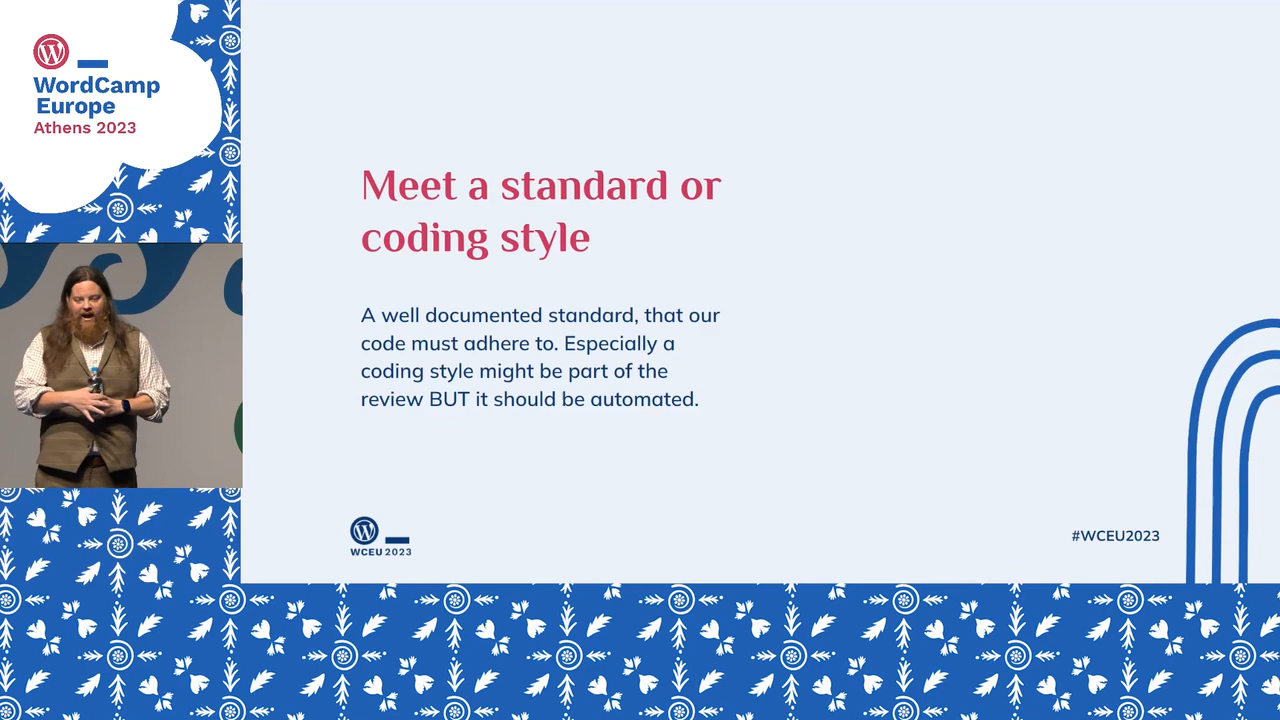 WordCamp
Europe
Athens 2023
Meet a standard or
coding style
A well documented standard, that our
code must adhere to. Especially a
coding style might be part of the
review BUT it should be automated.
WCEU 2023
#WCEU2023